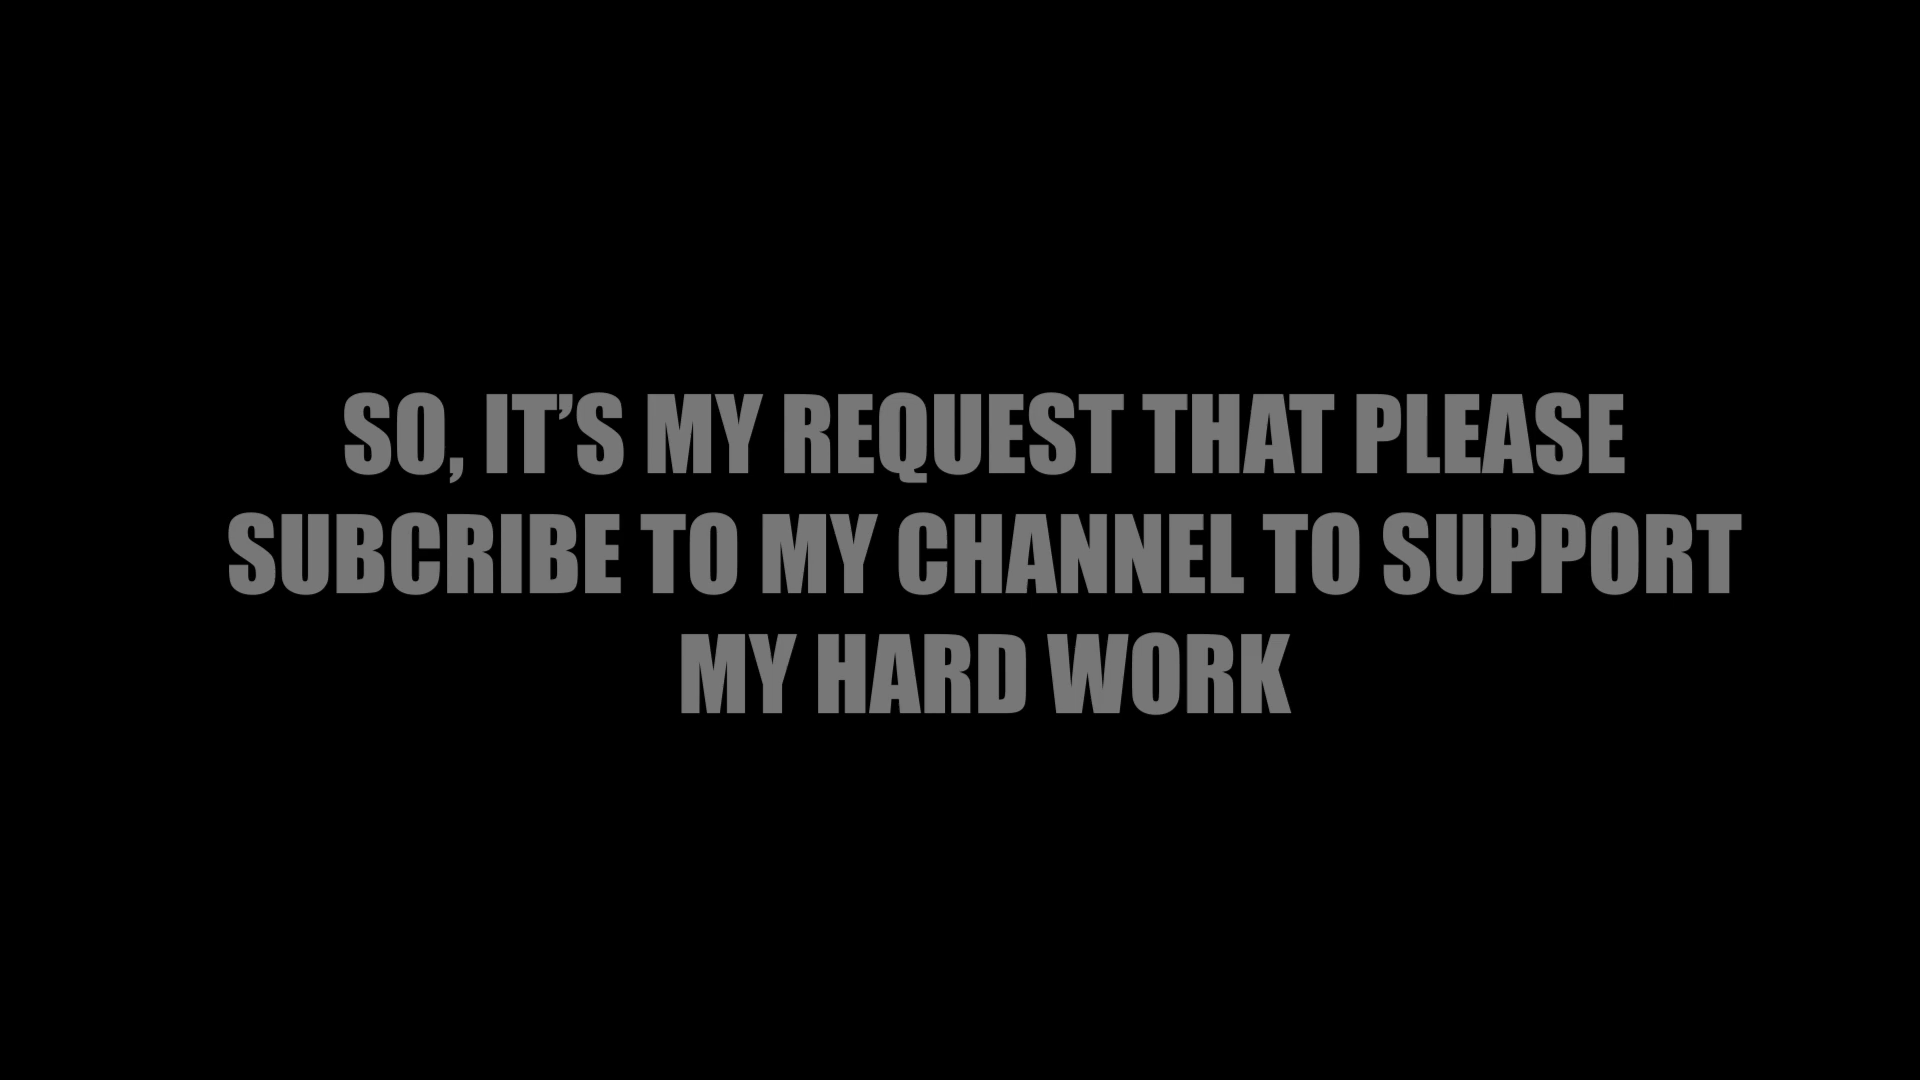 SO, IT’S MY REQUEST THAT PLEASE
SUBCRIBE TO MY CHANNEL TO SUPPORT
MY HARD WORK